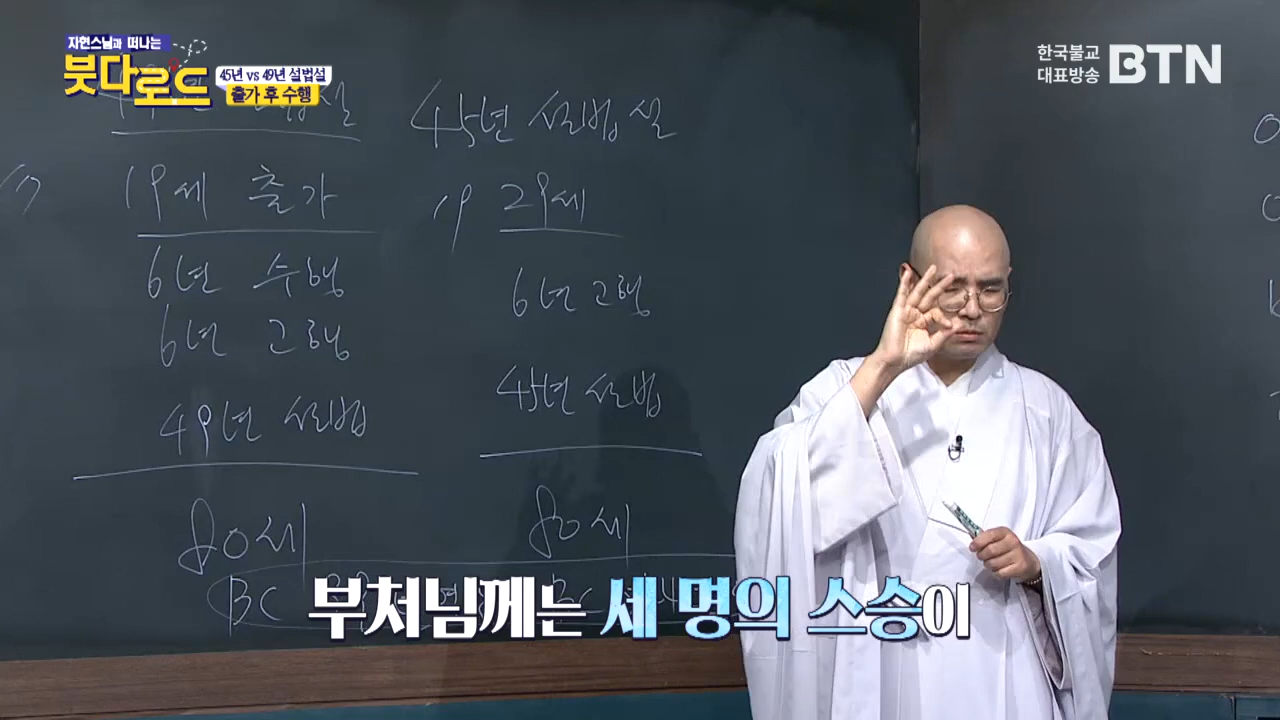 자현스님과 떠나는
붓다로드
45년 vs 49년 설법설
출가 후 수행
한국불교
대표방송
BTN
45년 설법설
19세 출가
19 29세
6년 수행
6년 고행
6년 고행
49년 설법
45년 설법
80세
80세
BC
부처님께는 세 명의 스승이